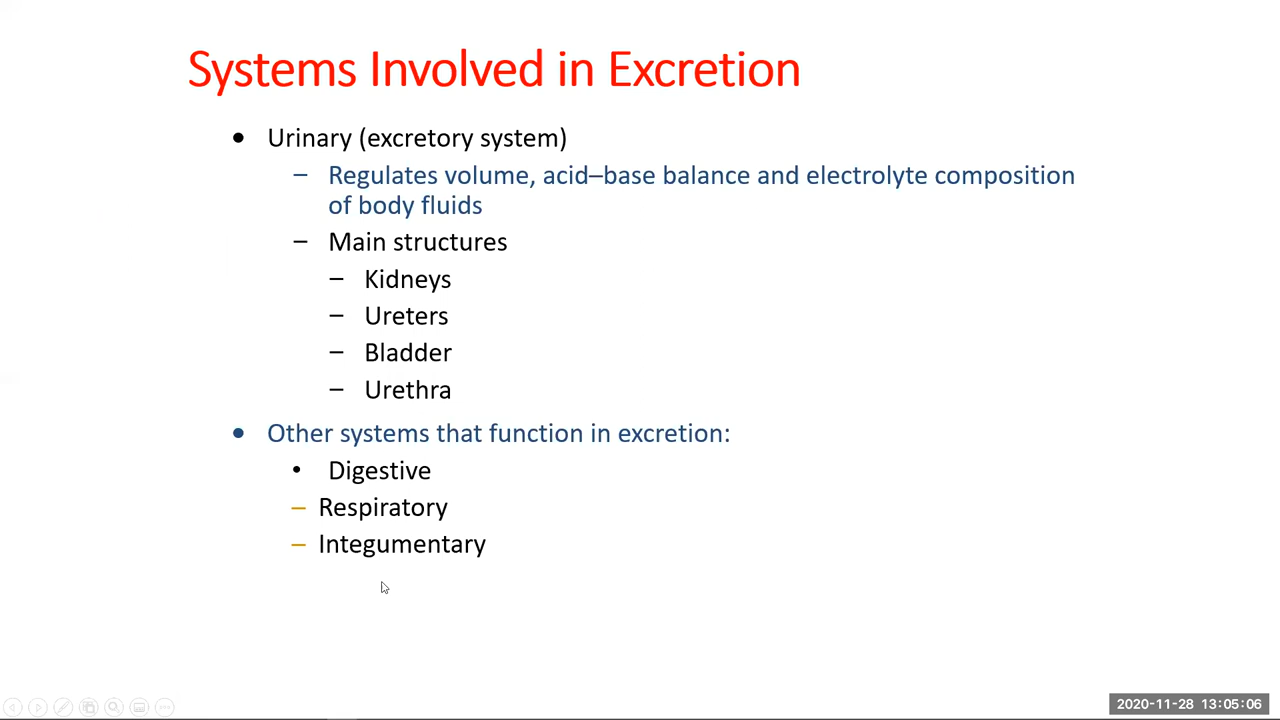 Systems Involved in Excretion
• Urinary (excretory system)
– Regulates volume, acid–base balance and electrolyte composition
of body fluids
– Main structures
– Kidneys
– Ureters
– Bladder
– Urethra
• Other systems that function in excretion:
• Digestive
– Respiratory
– Integumentary
2020-11-28 13:05:06